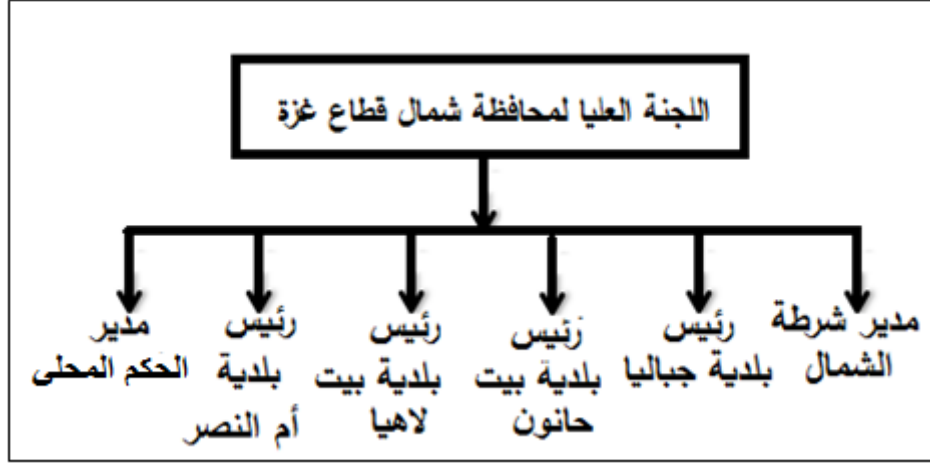 اللجنة العليا لمحافظة شمال قطاع غزة
مدير شرطة
الشمال
رئيس
بلدية جباليا
رئيس
بلدية بيت
حانون
رئيس
بلدية بيت
لاهيا
رئيس
بلدية
أم النصر
مدير
الحكم المحلى